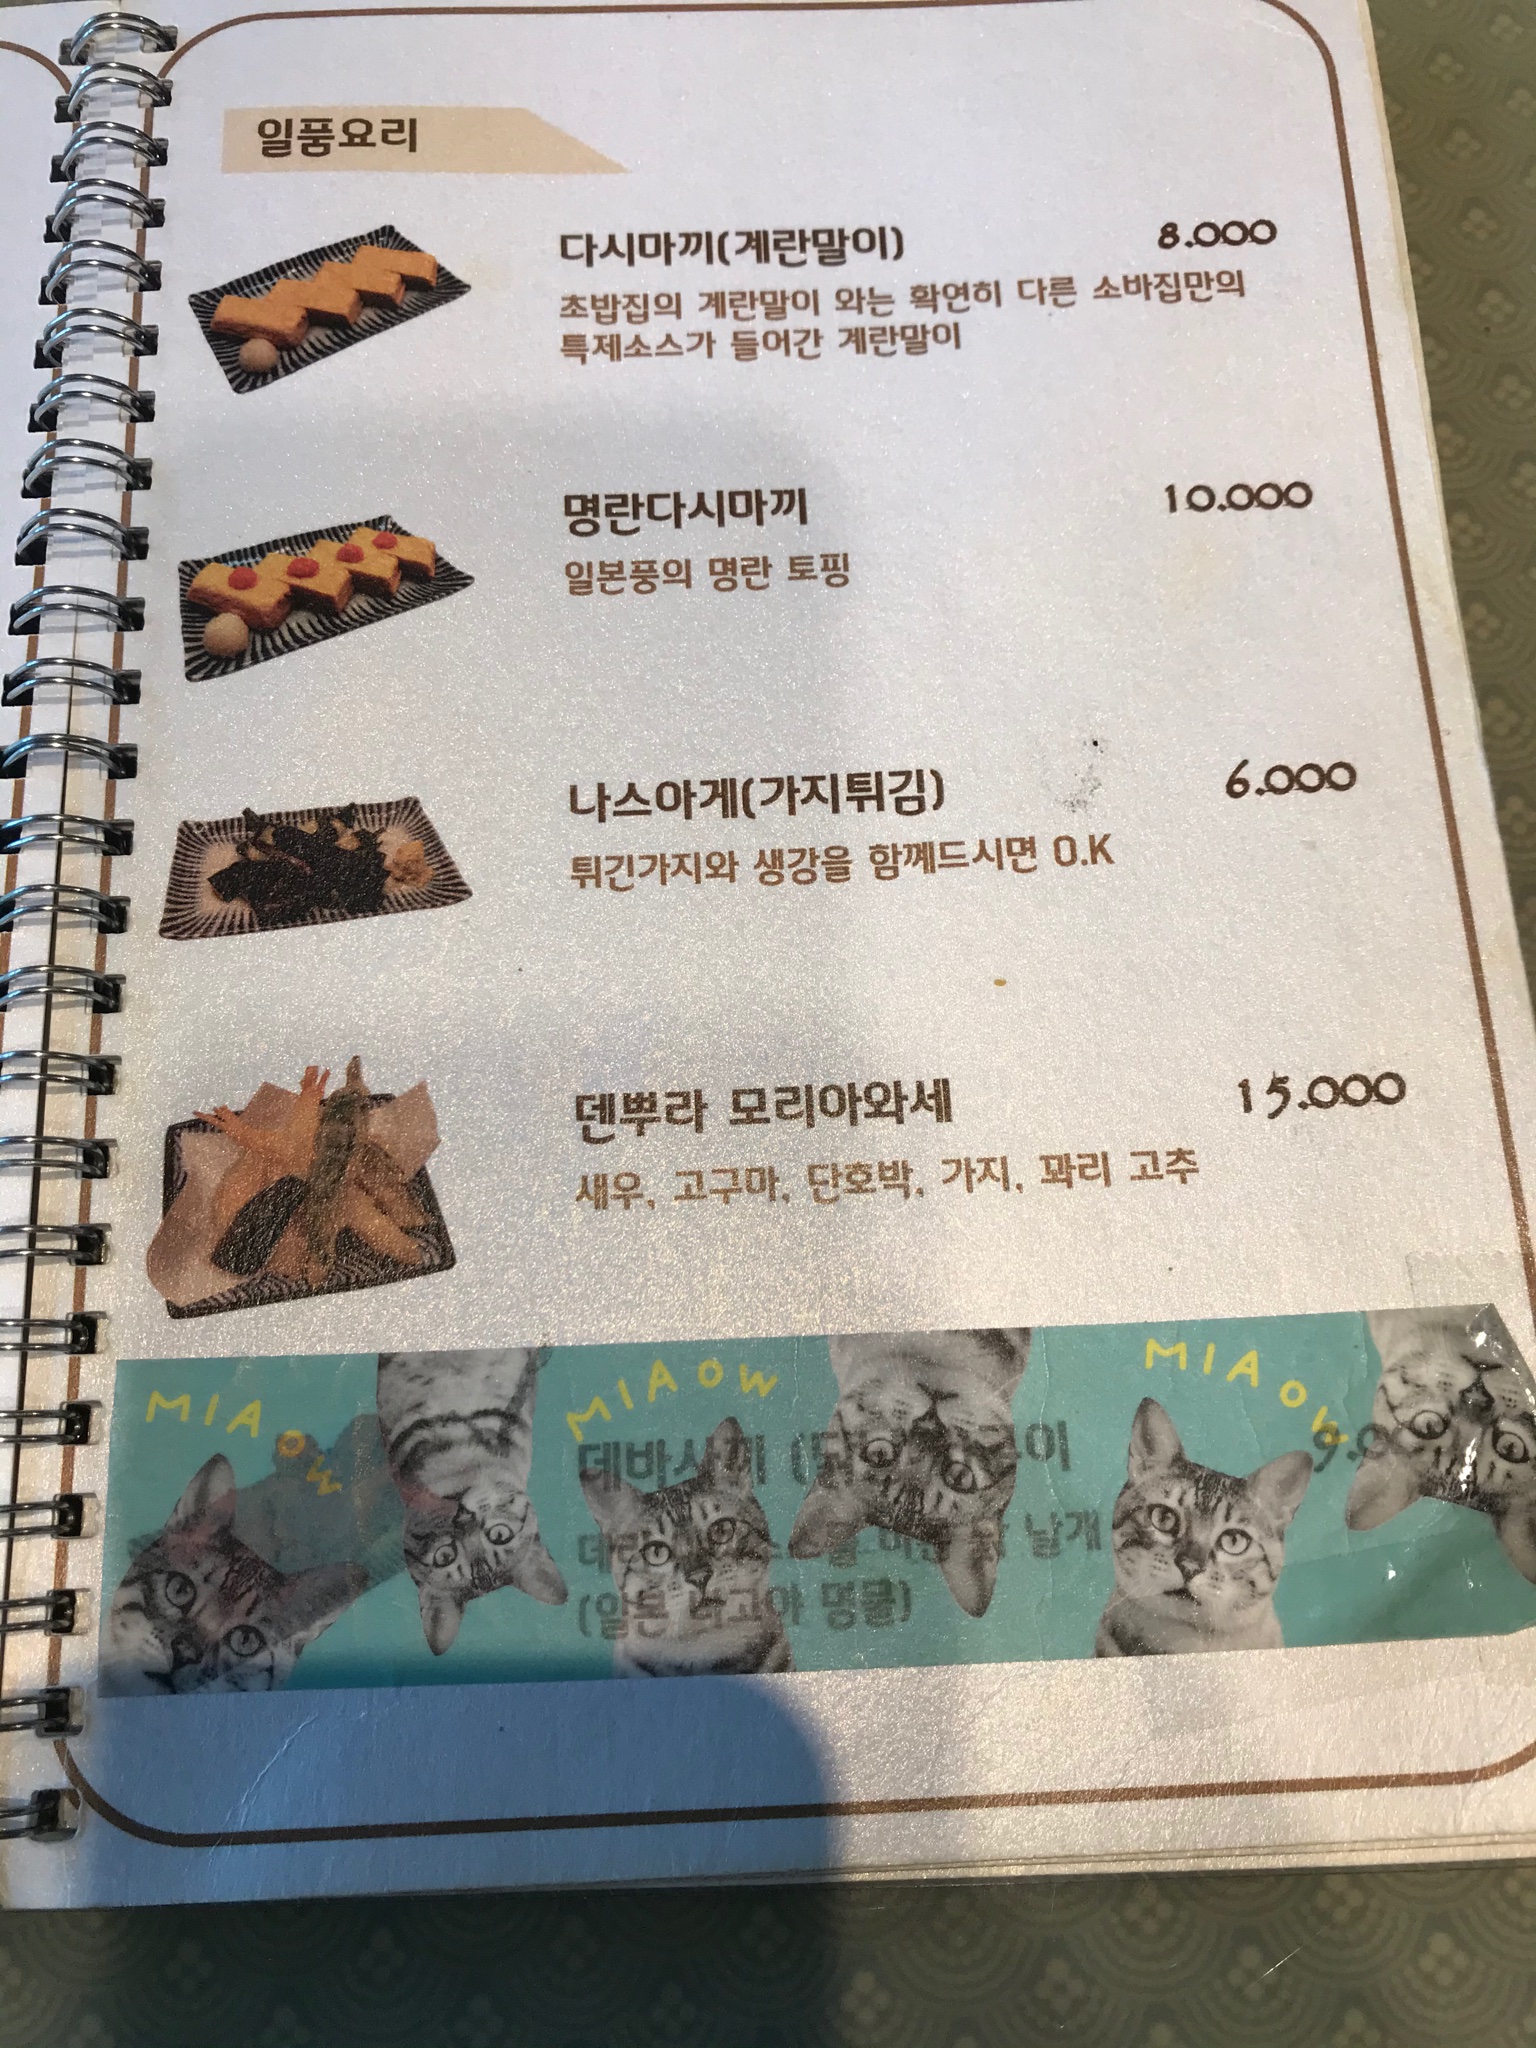 일품요리
다시마끼(계란말이) 8.000
초밥집의 계란말이 와는 확연히 다른 소바집만의
특제소스가 들어간 계란말이
명란다시마끼 10.000
일본풍의 명란 토핑
나스아게(가지튀김) 6.000
튀긴가지와 생강을 함께드시면 O.K
덴뿌라 모리아와세 15.000
새우, 고구마, 단호박, 가지, 꽈리 고추
MIAOW MIAOW MIAOW
데바사끼
닭 날개
(일본 나고야 명물)